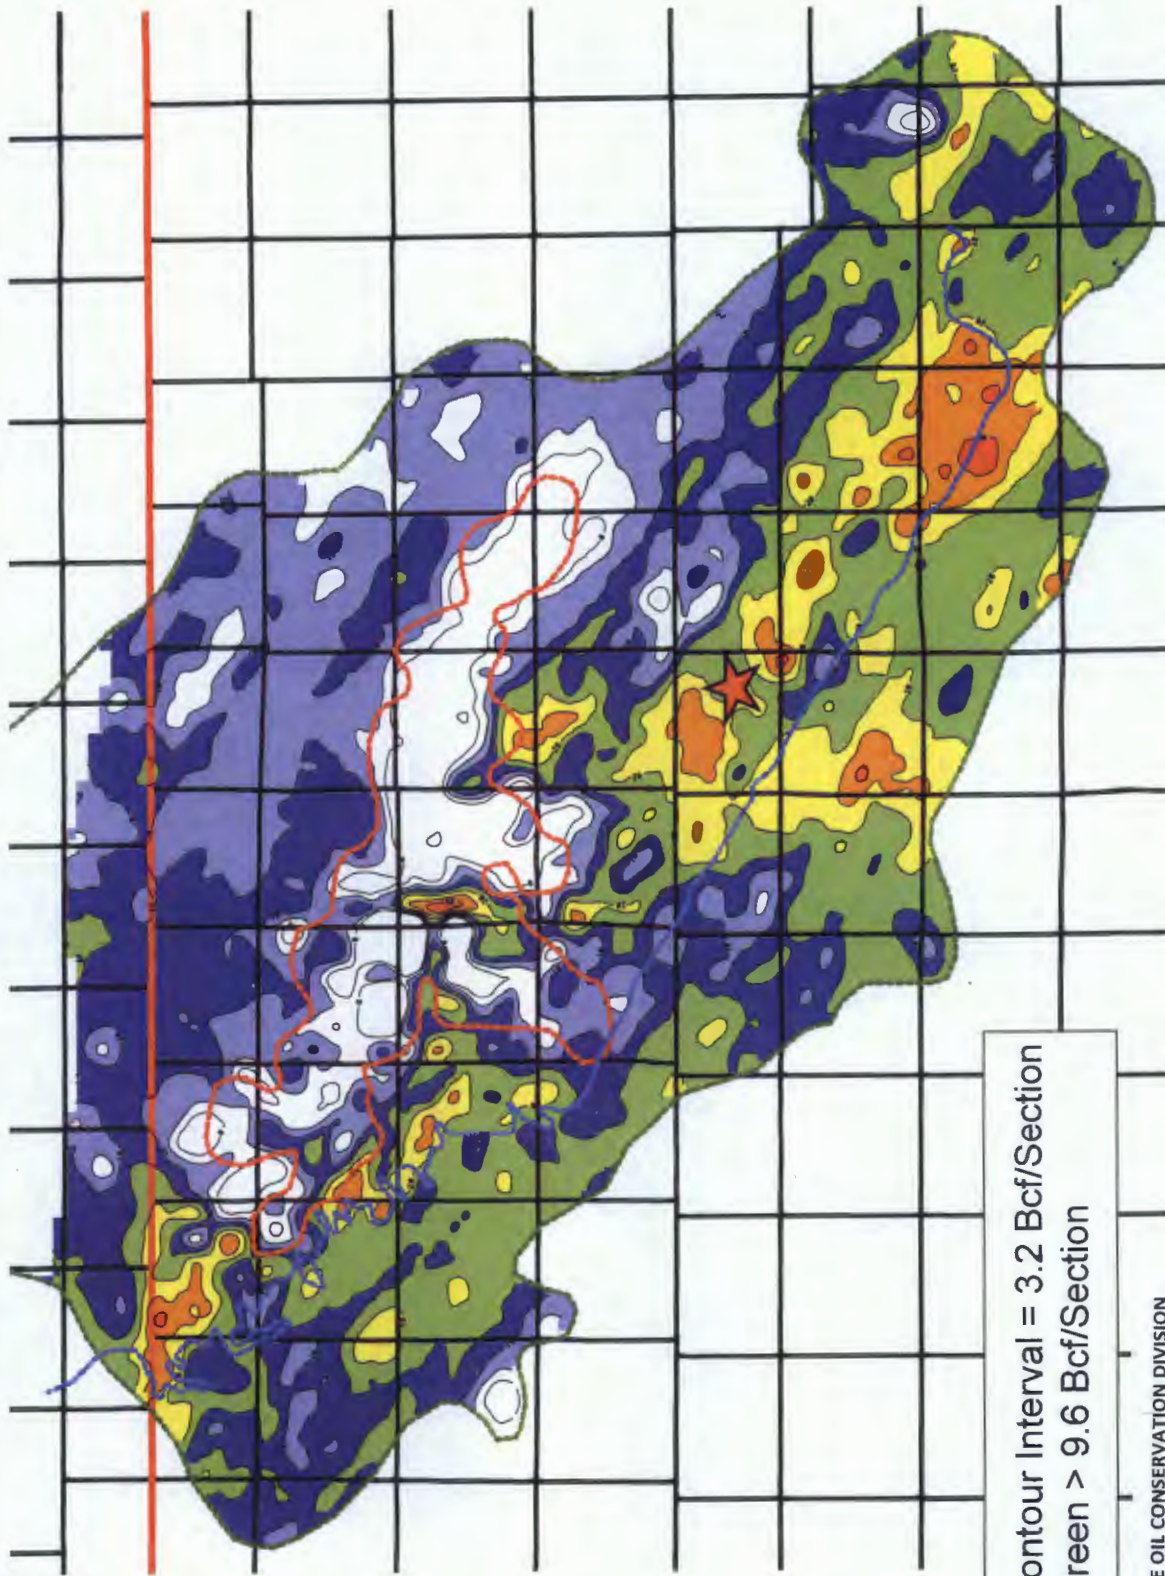 ontour Interval = 3.2 Bcf/Section
reen > 9.6 Bcf/Section
E OIL CONSERVATION DIVISION